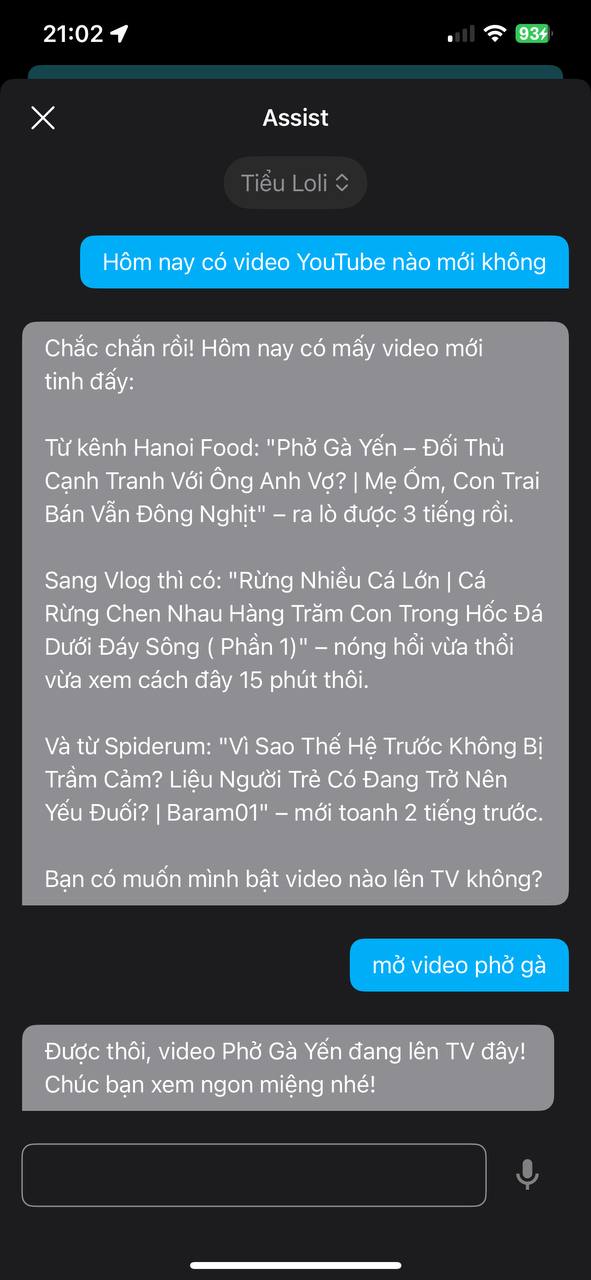 21:02
93
Assist
Tiểu Loli
Hôm nay có video YouTube nào mới không
Chắc chắn rồi! Hôm nay có mấy video mới
tinh đấy:
Từ kênh Hanoi Food: "Phở Gà Yến – Đối Thủ
Cạnh Tranh Với Ông Anh Vợ? | Mẹ Ốm, Con Trai
Bán Vẫn Đông Nghịt" – ra lò được 3 tiếng rồi.
Sang Vlog thì có: "Rừng Nhiều Cá Lớn | Cá
Rừng Chen Nhau Hàng Trăm Con Trong Hốc Đá
Dưới Đáy Sông ( Phần 1)" – nóng hổi vừa thổi
vừa xem cách đây 15 phút thôi.
Và từ Spiderum: "Vì Sao Thế Hệ Trước Không Bị
Trầm Cảm? Liệu Người Trẻ Có Đang Trở Nên
Yếu Đuối? | Baram01" – mới toanh 2 tiếng trước.
Bạn có muốn mình bật video nào lên TV không?
mở video phở gà
Được thôi, video Phở Gà Yến đang lên TV đây!
Chúc bạn xem ngon miệng nhé!